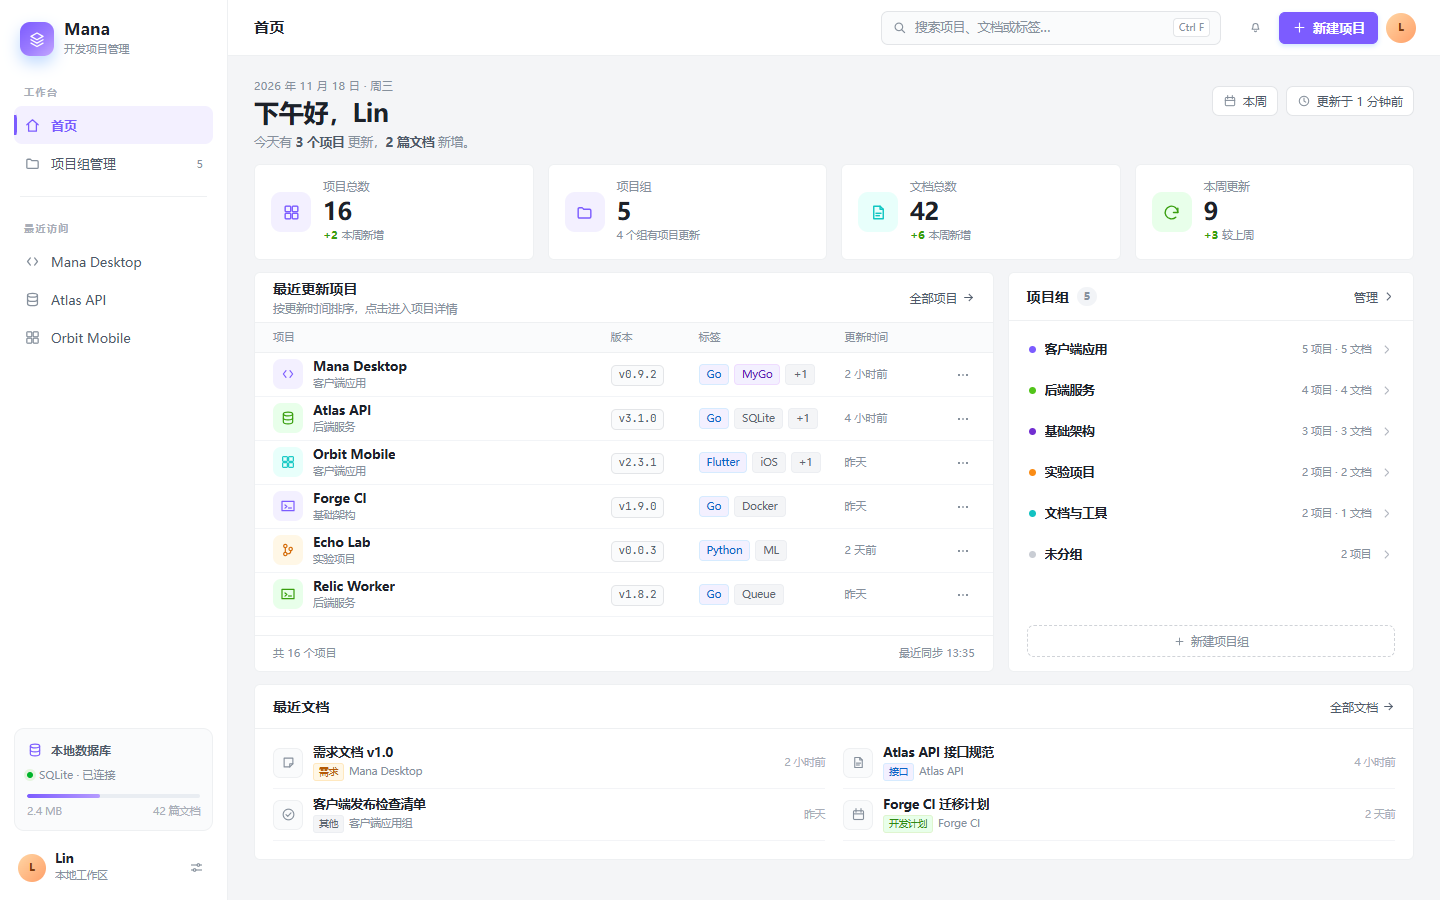 Mana
开发项目管理
工作台
首页
项目组管理 5
最近访问
Mana Desktop
Atlas API
Orbit Mobile
本地数据库
SQLite · 已连接
2.4 MB 42 篇文档
L
Lin
本地工作区
首页
搜索项目、文档或标签... Ctrl F
新建项目
L
2026 年 11 月 18 日 · 周三
下午好，Lin
今天有 3 个项目 更新，2 篇文档 新增。
本周
更新于 1 分钟前
项目总数
16
+2 本周新增
项目组
5
4 个组有项目更新
文档总数
42
+6 本周新增
本周更新
9
+3 较上周
最近更新项目
按更新时间排序，点击进入项目详情
全部项目
项目 版本 标签 更新时间
Mana Desktop
客户端应用
v0.9.2 Go MyGo +1 2 小时前
Atlas API
后端服务
v3.1.0 Go SQLite +1 4 小时前
Orbit Mobile
客户端应用
v2.3.1 Flutter iOS +1 昨天
Forge CI
基础架构
v1.9.0 Go Docker 昨天
Echo Lab
实验项目
v0.0.3 Python ML 2 天前
Relic Worker
后端服务
v1.8.2 Go Queue 昨天
共 16 个项目 最近同步 13:35
项目组 5 管理
客户端应用 5 项目 · 5 文档
后端服务 4 项目 · 4 文档
基础架构 3 项目 · 3 文档
实验项目 2 项目 · 2 文档
文档与工具 2 项目 · 1 文档
未分组 2 项目
新建项目组
最近文档 全部文档
需求文档 v1.0
需求 Mana Desktop
2 小时前
Atlas API 接口规范
接口 Atlas API
4 小时前
客户端发布检查清单
其他 客户端应用组
昨天
Forge CI 迁移计划
开发计划 Forge CI
2 天前